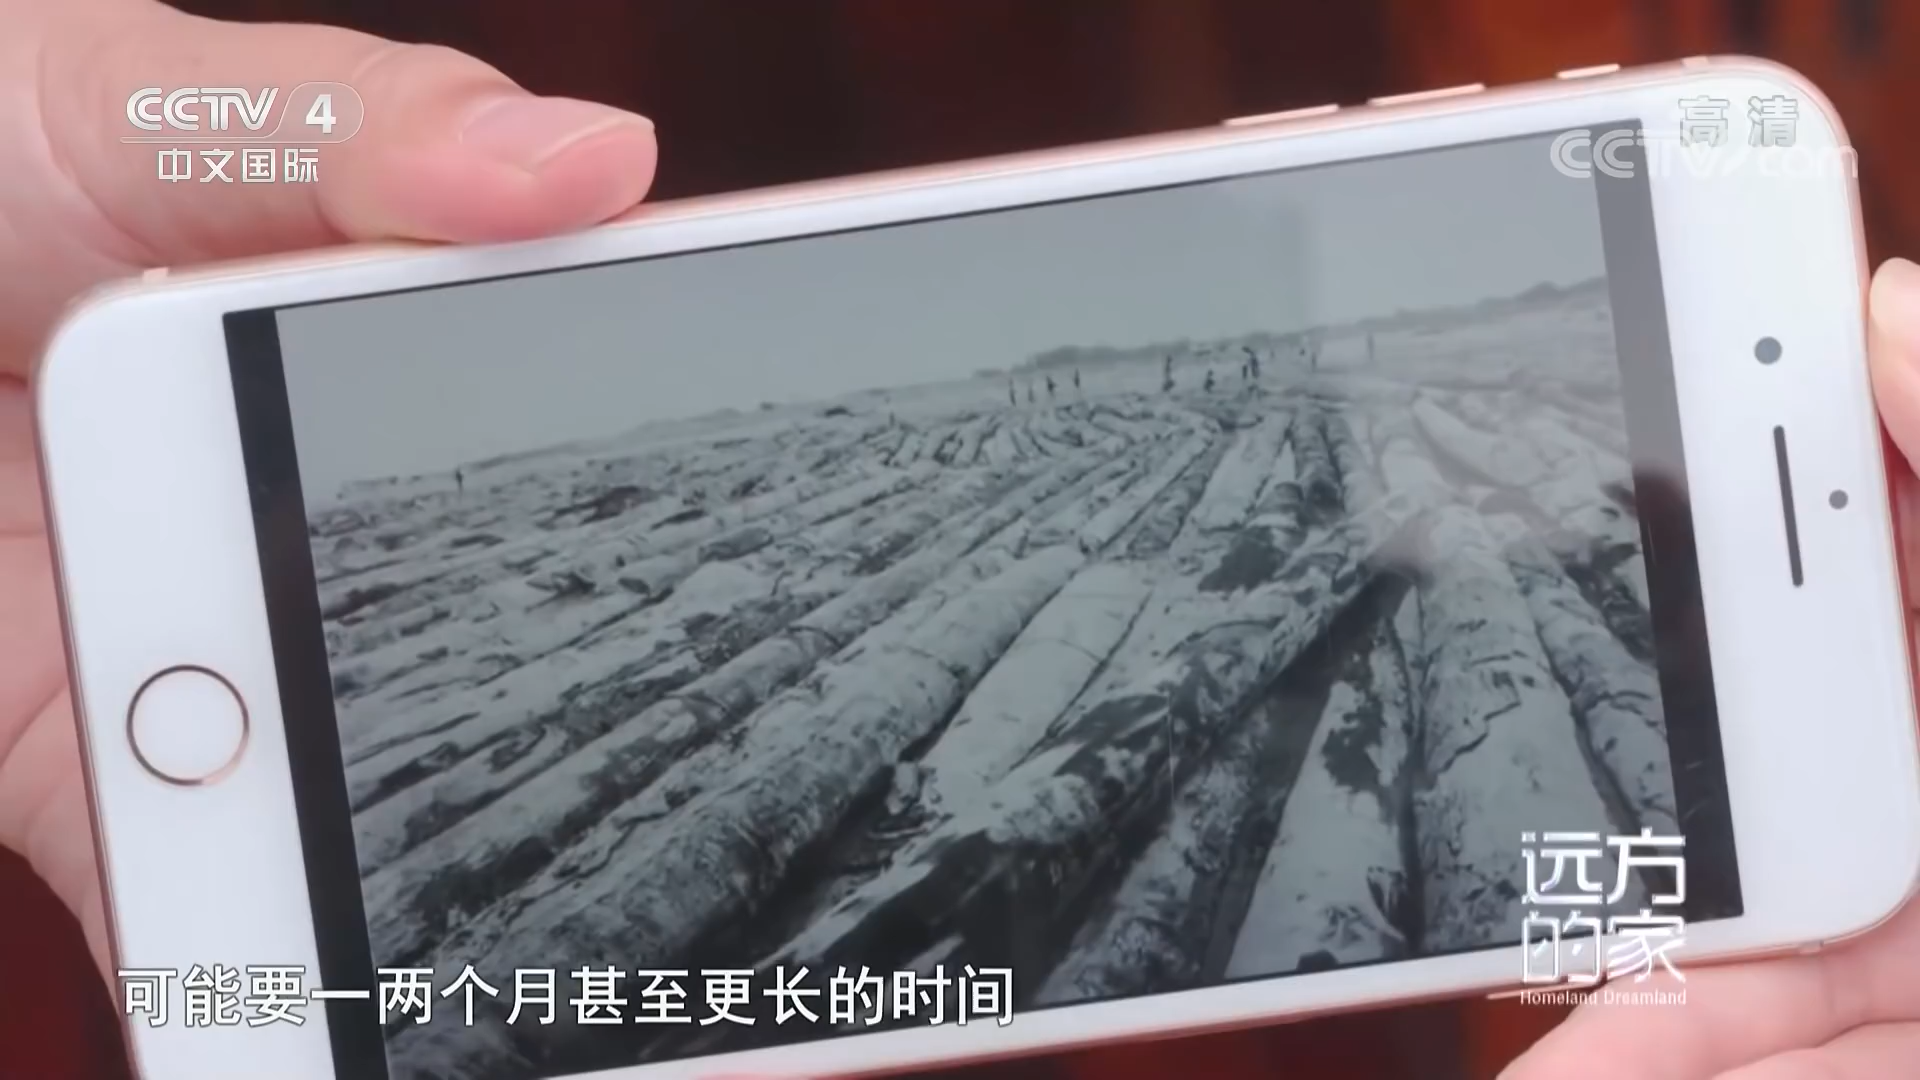 CCTV 4
中文国际
高清
CCTV.com
远方
的家
Homeland Dreamland
可能要一两个月甚至更长的时间